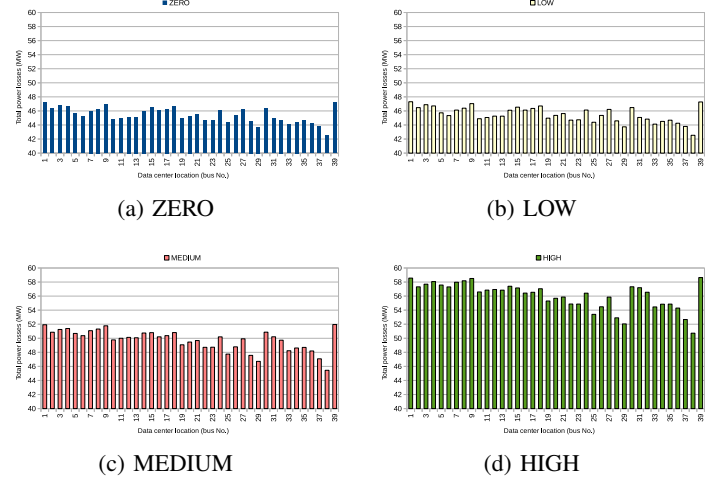 ZERO
Total power losses (MW)
60
58
56
54
52
50
48
46
44
42
40
1 3 5 7 9 11 13 15 17 19 21 23 25 27 29 31 33 35 37 39
Data center location (bus No.)
(a) ZERO
LOW
Total power losses (MW)
60
58
56
54
52
50
48
46
44
42
40
1 3 5 7 9 11 13 15 17 19 21 23 25 27 29 31 33 35 37 39
Data center location (bus No.)
(b) LOW
MEDIUM
Total power losses (MW)
60
58
56
54
52
50
48
46
44
42
40
1 3 5 7 9 11 13 15 17 19 21 23 25 27 29 31 33 35 37 39
Data center location (bus No.)
(c) MEDIUM
HIGH
Total power losses (MW)
60
58
56
54
52
50
48
46
44
42
40
1 3 5 7 9 11 13 15 17 19 21 23 25 27 29 31 33 35 37 39
Data center location (bus No.)
(d) HIGH